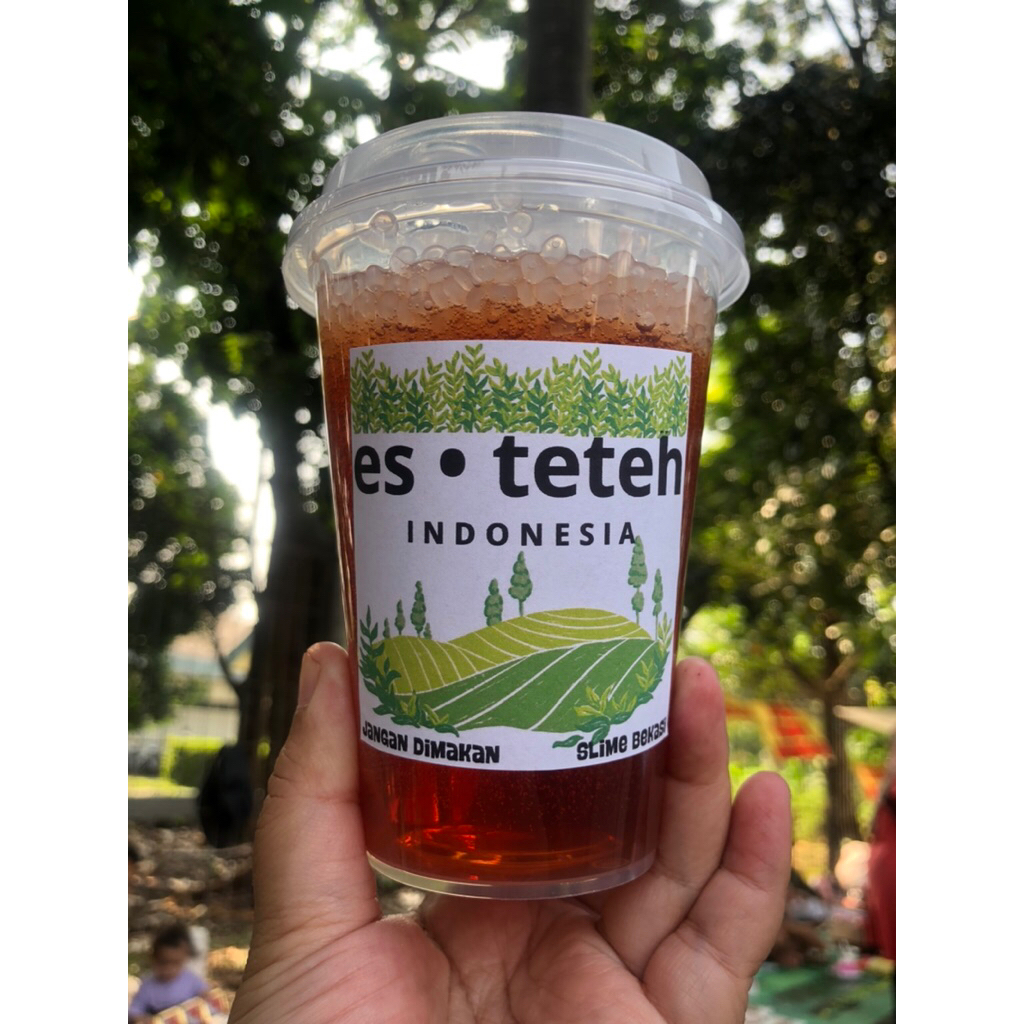 es • teteh
INDONESIA
JANGAN DiMAKAN
SLiME BEKASI